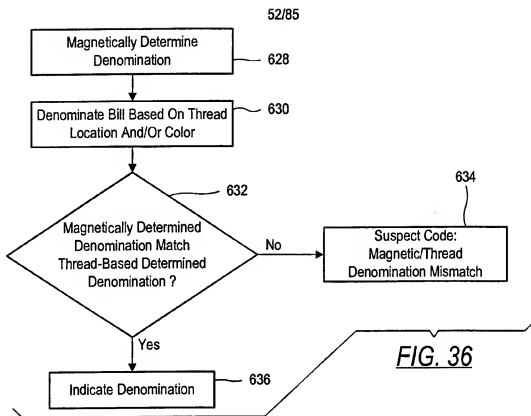 52/85
Magnetically Determine
Denomination
628
Denominate Bill Based On Thread
Location And/Or Color
630
632
Magnetically Determined
Denomination Match
Thread-Based Determined
Denomination ?
No
634
Suspect Code:
Magnetic/Thread
Denomination Mismatch
Yes
Indicate Denomination
636
FIG. 36